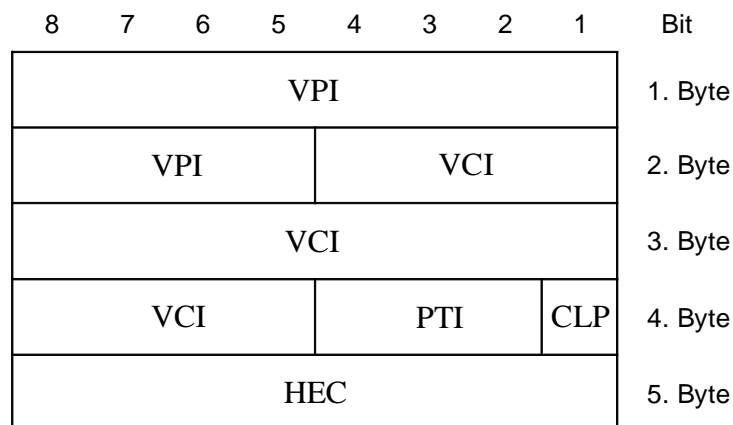 8 7 6 5 4 3 2 1 Bit
VPI 1. Byte
VPI VCI 2. Byte
VCI 3. Byte
VCI PTI CLP 4. Byte
HEC 5. Byte